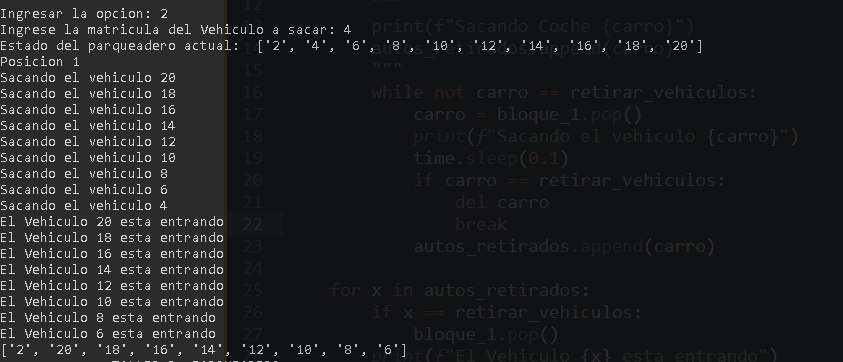 Ingresar la opcion: 2
Ingrese la matricula del Vehiculo a sacar: 4
Estado del parqueadero actual:  ['2', '4', '6', '8', '10', '12', '14', '16', '18', '20']
Posicion 1
Sacando el vehiculo 20
Sacando el vehiculo 18
Sacando el vehiculo 16
Sacando el vehiculo 14
Sacando el vehiculo 12
Sacando el vehiculo 10
Sacando el vehiculo 8
Sacando el vehiculo 6
Sacando el vehiculo 4
El Vehiculo 20 esta entrando
El Vehiculo 18 esta entrando
El Vehiculo 16 esta entrando
El Vehiculo 14 esta entrando
El Vehiculo 12 esta entrando
El Vehiculo 10 esta entrando
El Vehiculo 8 esta entrando
El Vehiculo 6 esta entrando
['2', '20', '18', '16', '14', '12', '10', '8', '6']
12 """
13 print(f"Sacando Coche {carro}")
14 autos_retirados.append(carro)
15 """
16 while not carro == retirar_vehiculos:
17 carro = bloque_1.pop()
18 print(f"Sacando el vehiculo {carro}")
19 time.sleep(0.1)
20 if carro == retirar_vehiculos:
21 del carro
22 break
23 autos_retirados.append(carro)
24
25 for x in autos_retirados:
26 if x == retirar_vehiculos:
27 bloque_1.pop()
print(f"El Vehiculo {x} esta entrando")